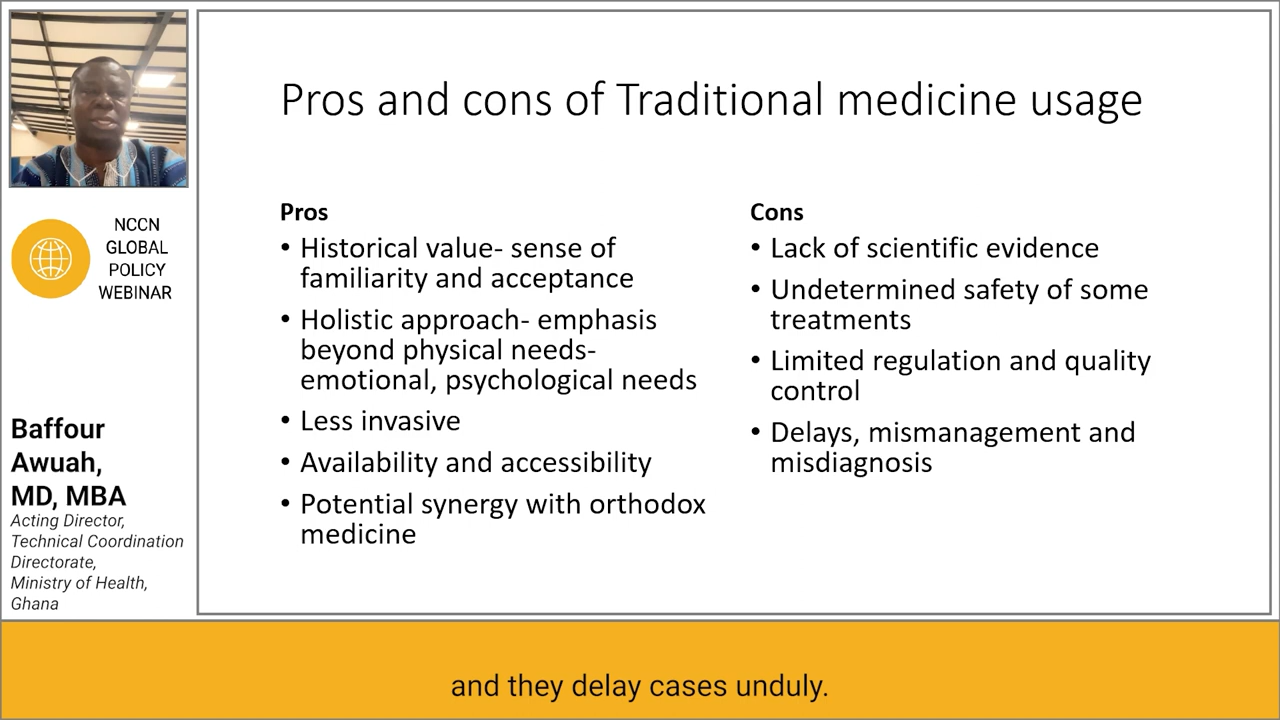 Pros and cons of Traditional medicine usage
Pros
• Historical value- sense of
familiarity and acceptance
• Holistic approach- emphasis
beyond physical needs-
emotional, psychological needs
• Less invasive
• Availability and accessibility
• Potential synergy with orthodox
medicine
Cons
• Lack of scientific evidence
• Undetermined safety of some
treatments
• Limited regulation and quality
control
• Delays, mismanagement and
misdiagnosis
NCCN
GLOBAL
POLICY
WEBINAR
Baffour
Awuah,
MD, MBA
Acting Director,
Technical Coordination
Directorate,
Ministry of Health,
Ghana
and they delay cases unduly.